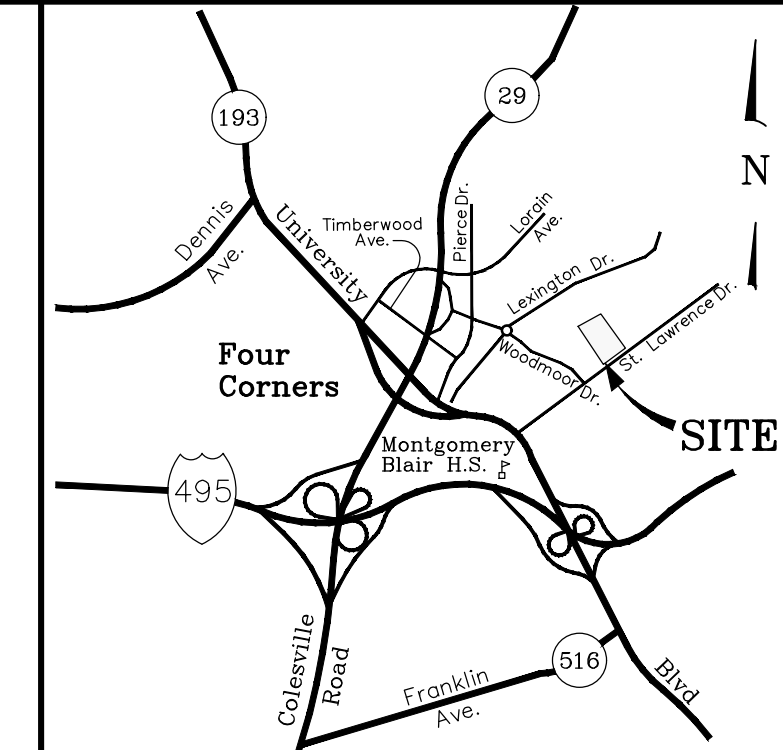 193
29
N
Dennis
Ave.
University
Timberwood
Ave.
Pierce Dr.
Lorain
Ave.
Lexington Dr.
Woodmoor Dr.
St. Lawrence Dr.
Four
Corners
SITE
Montgomery
Blair H.S.
495
Colesville
Road
Franklin
Ave.
516
Blvd